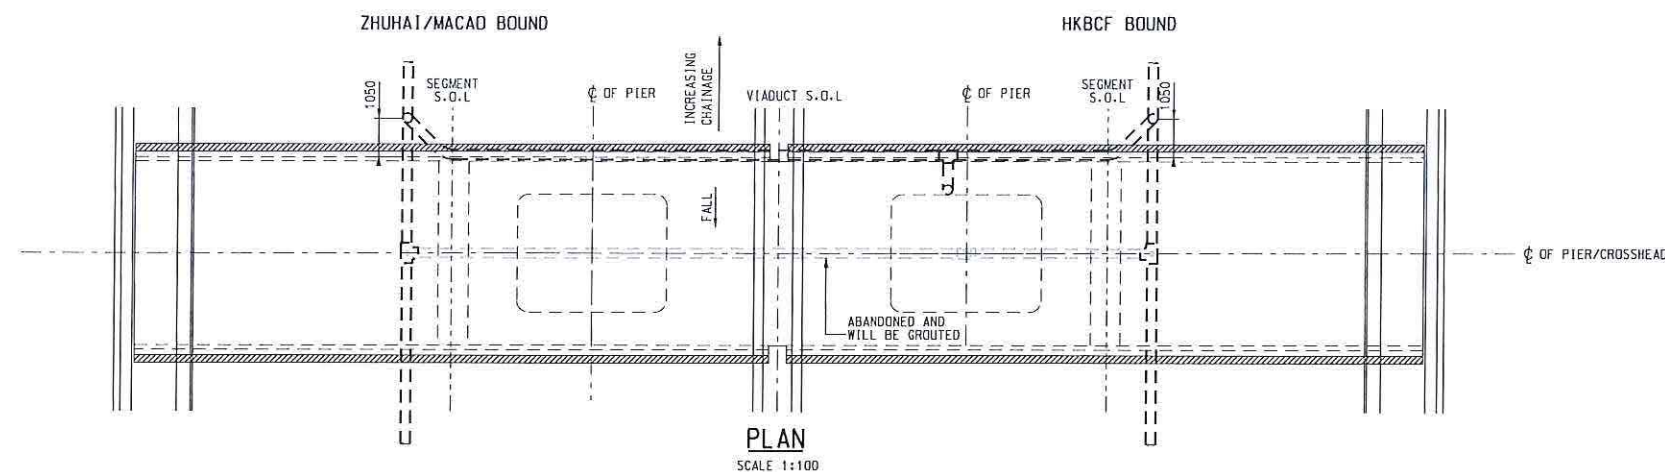 ZHUHAI/MACAO BOUND
HKBCF BOUND
1050
SEGMENT
S.O.L
℄ OF PIER
INCREASING
CHAINAGE
VIADUCT S.O.L
℄ OF PIER
SEGMENT
S.O.L
1050
FALL
℄ OF PIER/CROSSHEAD
ABANDONED AND
WILL BE GROUTED
PLAN
SCALE 1:100